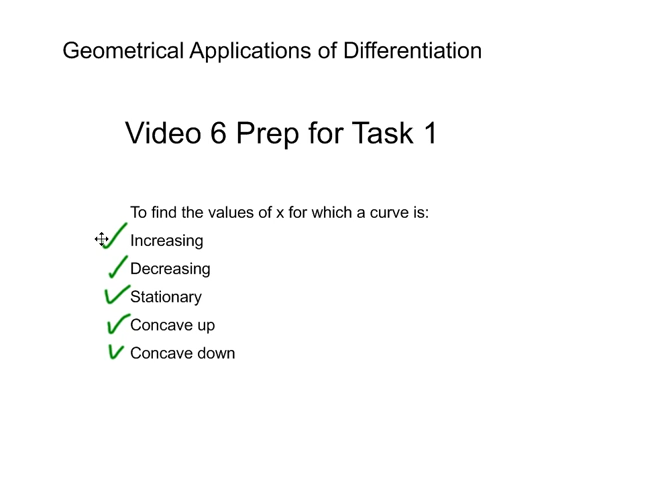 Geometrical Applications of Differentiation
Video 6 Prep for Task 1
To find the values of x for which a curve is:
Increasing
Decreasing
Stationary
Concave up
Concave down